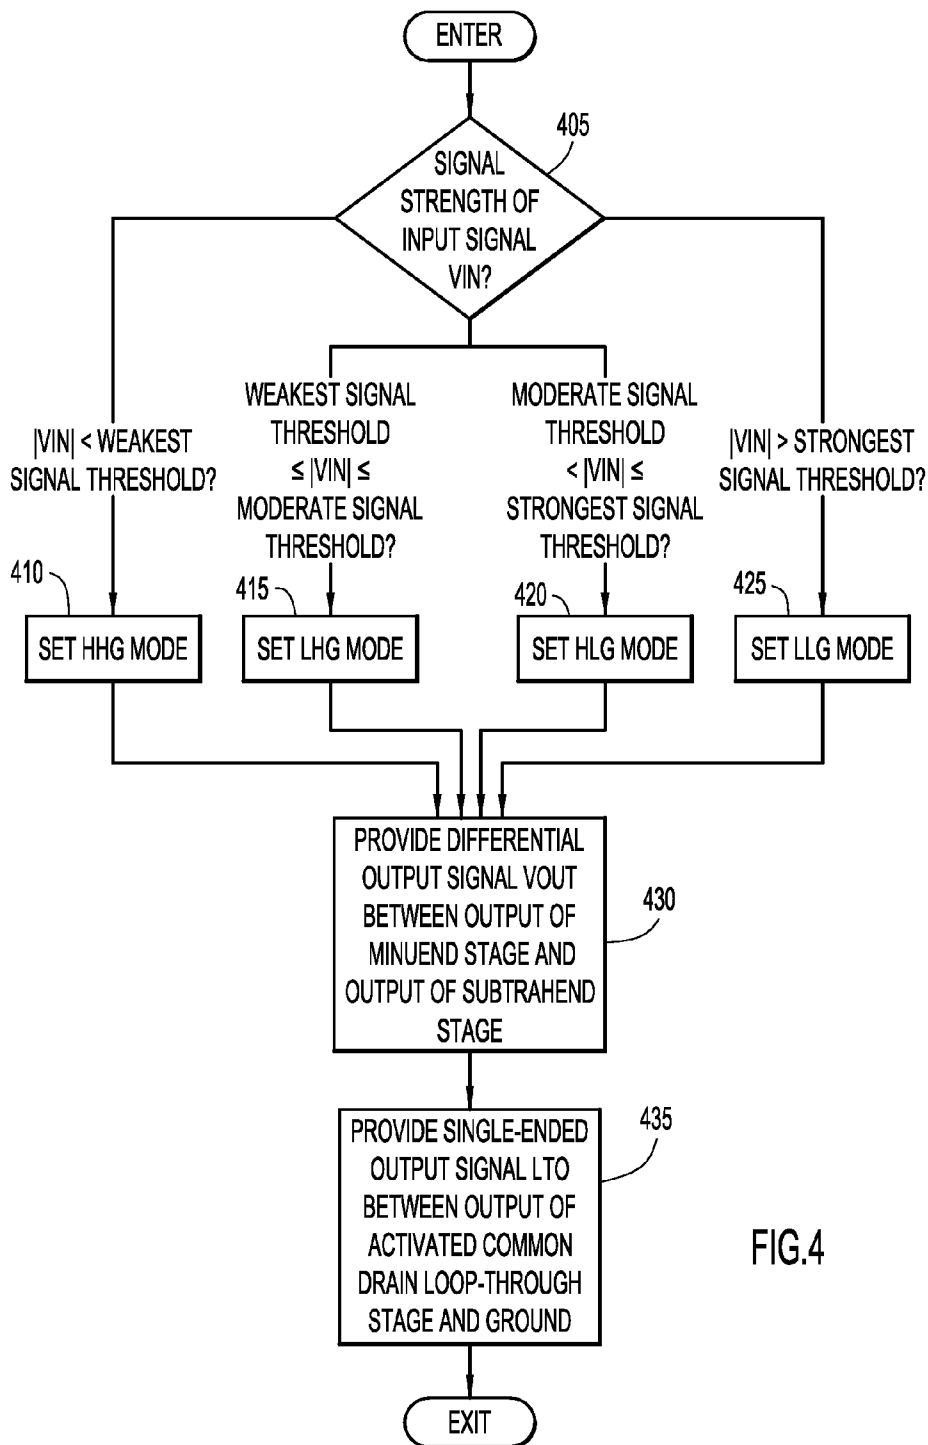 ENTER
405
SIGNAL
STRENGTH OF
INPUT SIGNAL
VIN?
|VIN| < WEAKEST
SIGNAL THRESHOLD?
WEAKEST SIGNAL
THRESHOLD
≤ |VIN| ≤
MODERATE SIGNAL
THRESHOLD?
MODERATE SIGNAL
THRESHOLD
< |VIN| ≤
STRONGEST SIGNAL
THRESHOLD?
|VIN| > STRONGEST
SIGNAL THRESHOLD?
410
SET HHG MODE
415
SET LHG MODE
420
SET HLG MODE
425
SET LLG MODE
PROVIDE DIFFERENTIAL
OUTPUT SIGNAL VOUT
BETWEEN OUTPUT OF
MINUEND STAGE AND
OUTPUT OF SUBTRAHEND
STAGE
430
PROVIDE SINGLE-ENDED
OUTPUT SIGNAL LTO
BETWEEN OUTPUT OF
ACTIVATED COMMON
DRAIN LOOP-THROUGH
STAGE AND GROUND
435
FIG.4
EXIT